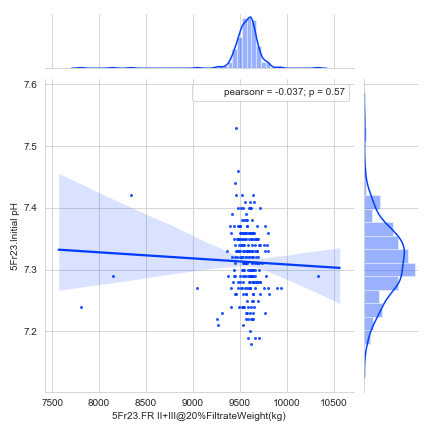 pearsonr = -0.037; p = 0.57
7.6
7.5
7.4
7.3
7.2
5Fr23.Initial pH
7500 8000 8500 9000 9500 10000 10500
5Fr23.FR II+III@20%FiltrateWeight(kg)